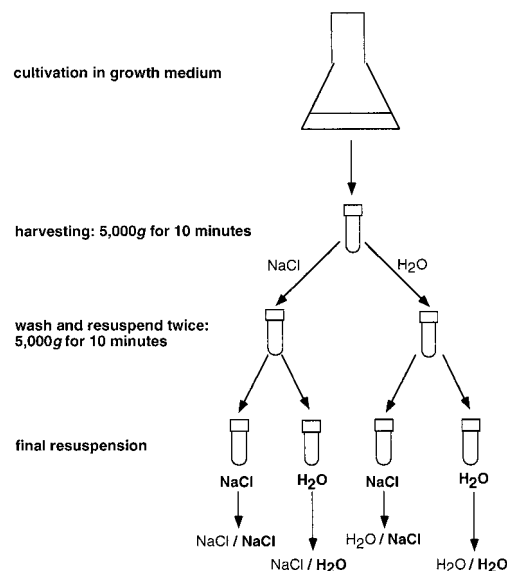 cultivation in growth medium
harvesting: 5,000g for 10 minutes
NaCl
H2O
wash and resuspend twice:
5,000g for 10 minutes
final resuspension
NaCl
H2O
NaCl
H2O
NaCl / NaCl
H2O / NaCl
NaCl / H2O
H2O / H2O